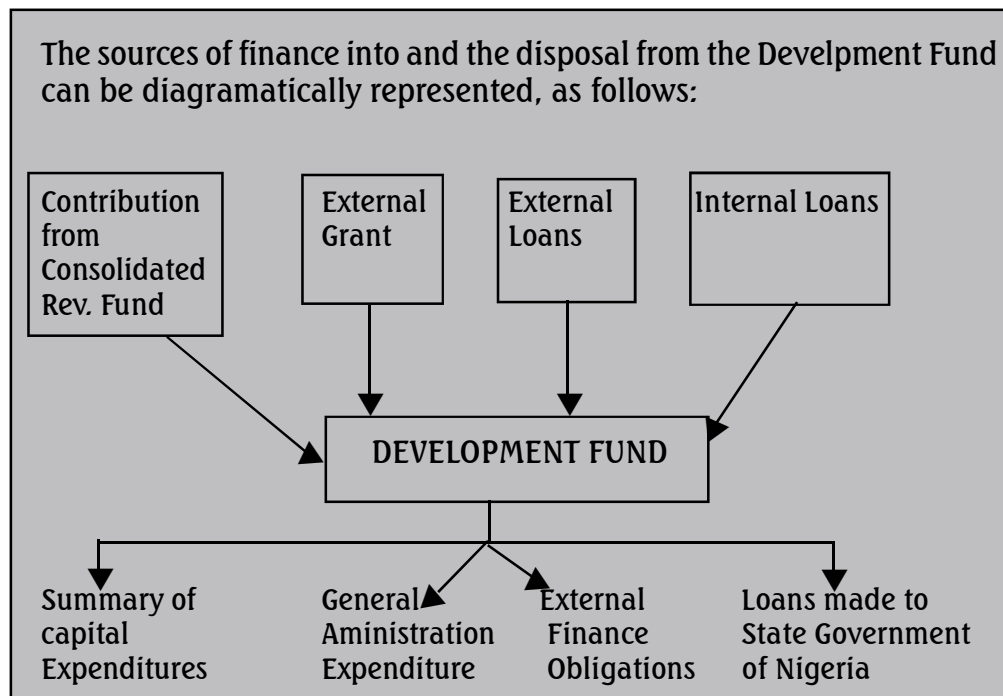 The sources of finance into and the disposal from the Develpment Fund
can be diagramatically represented, as follows:
Contribution
from
Consolidated
Rev. Fund
External
Grant
External
Loans
Internal Loans
DEVELOPMENT FUND
Summary of
capital
Expenditures
General
Aministration
Expenditure
External
Finance
Obligations
Loans made to
State Government
of Nigeria